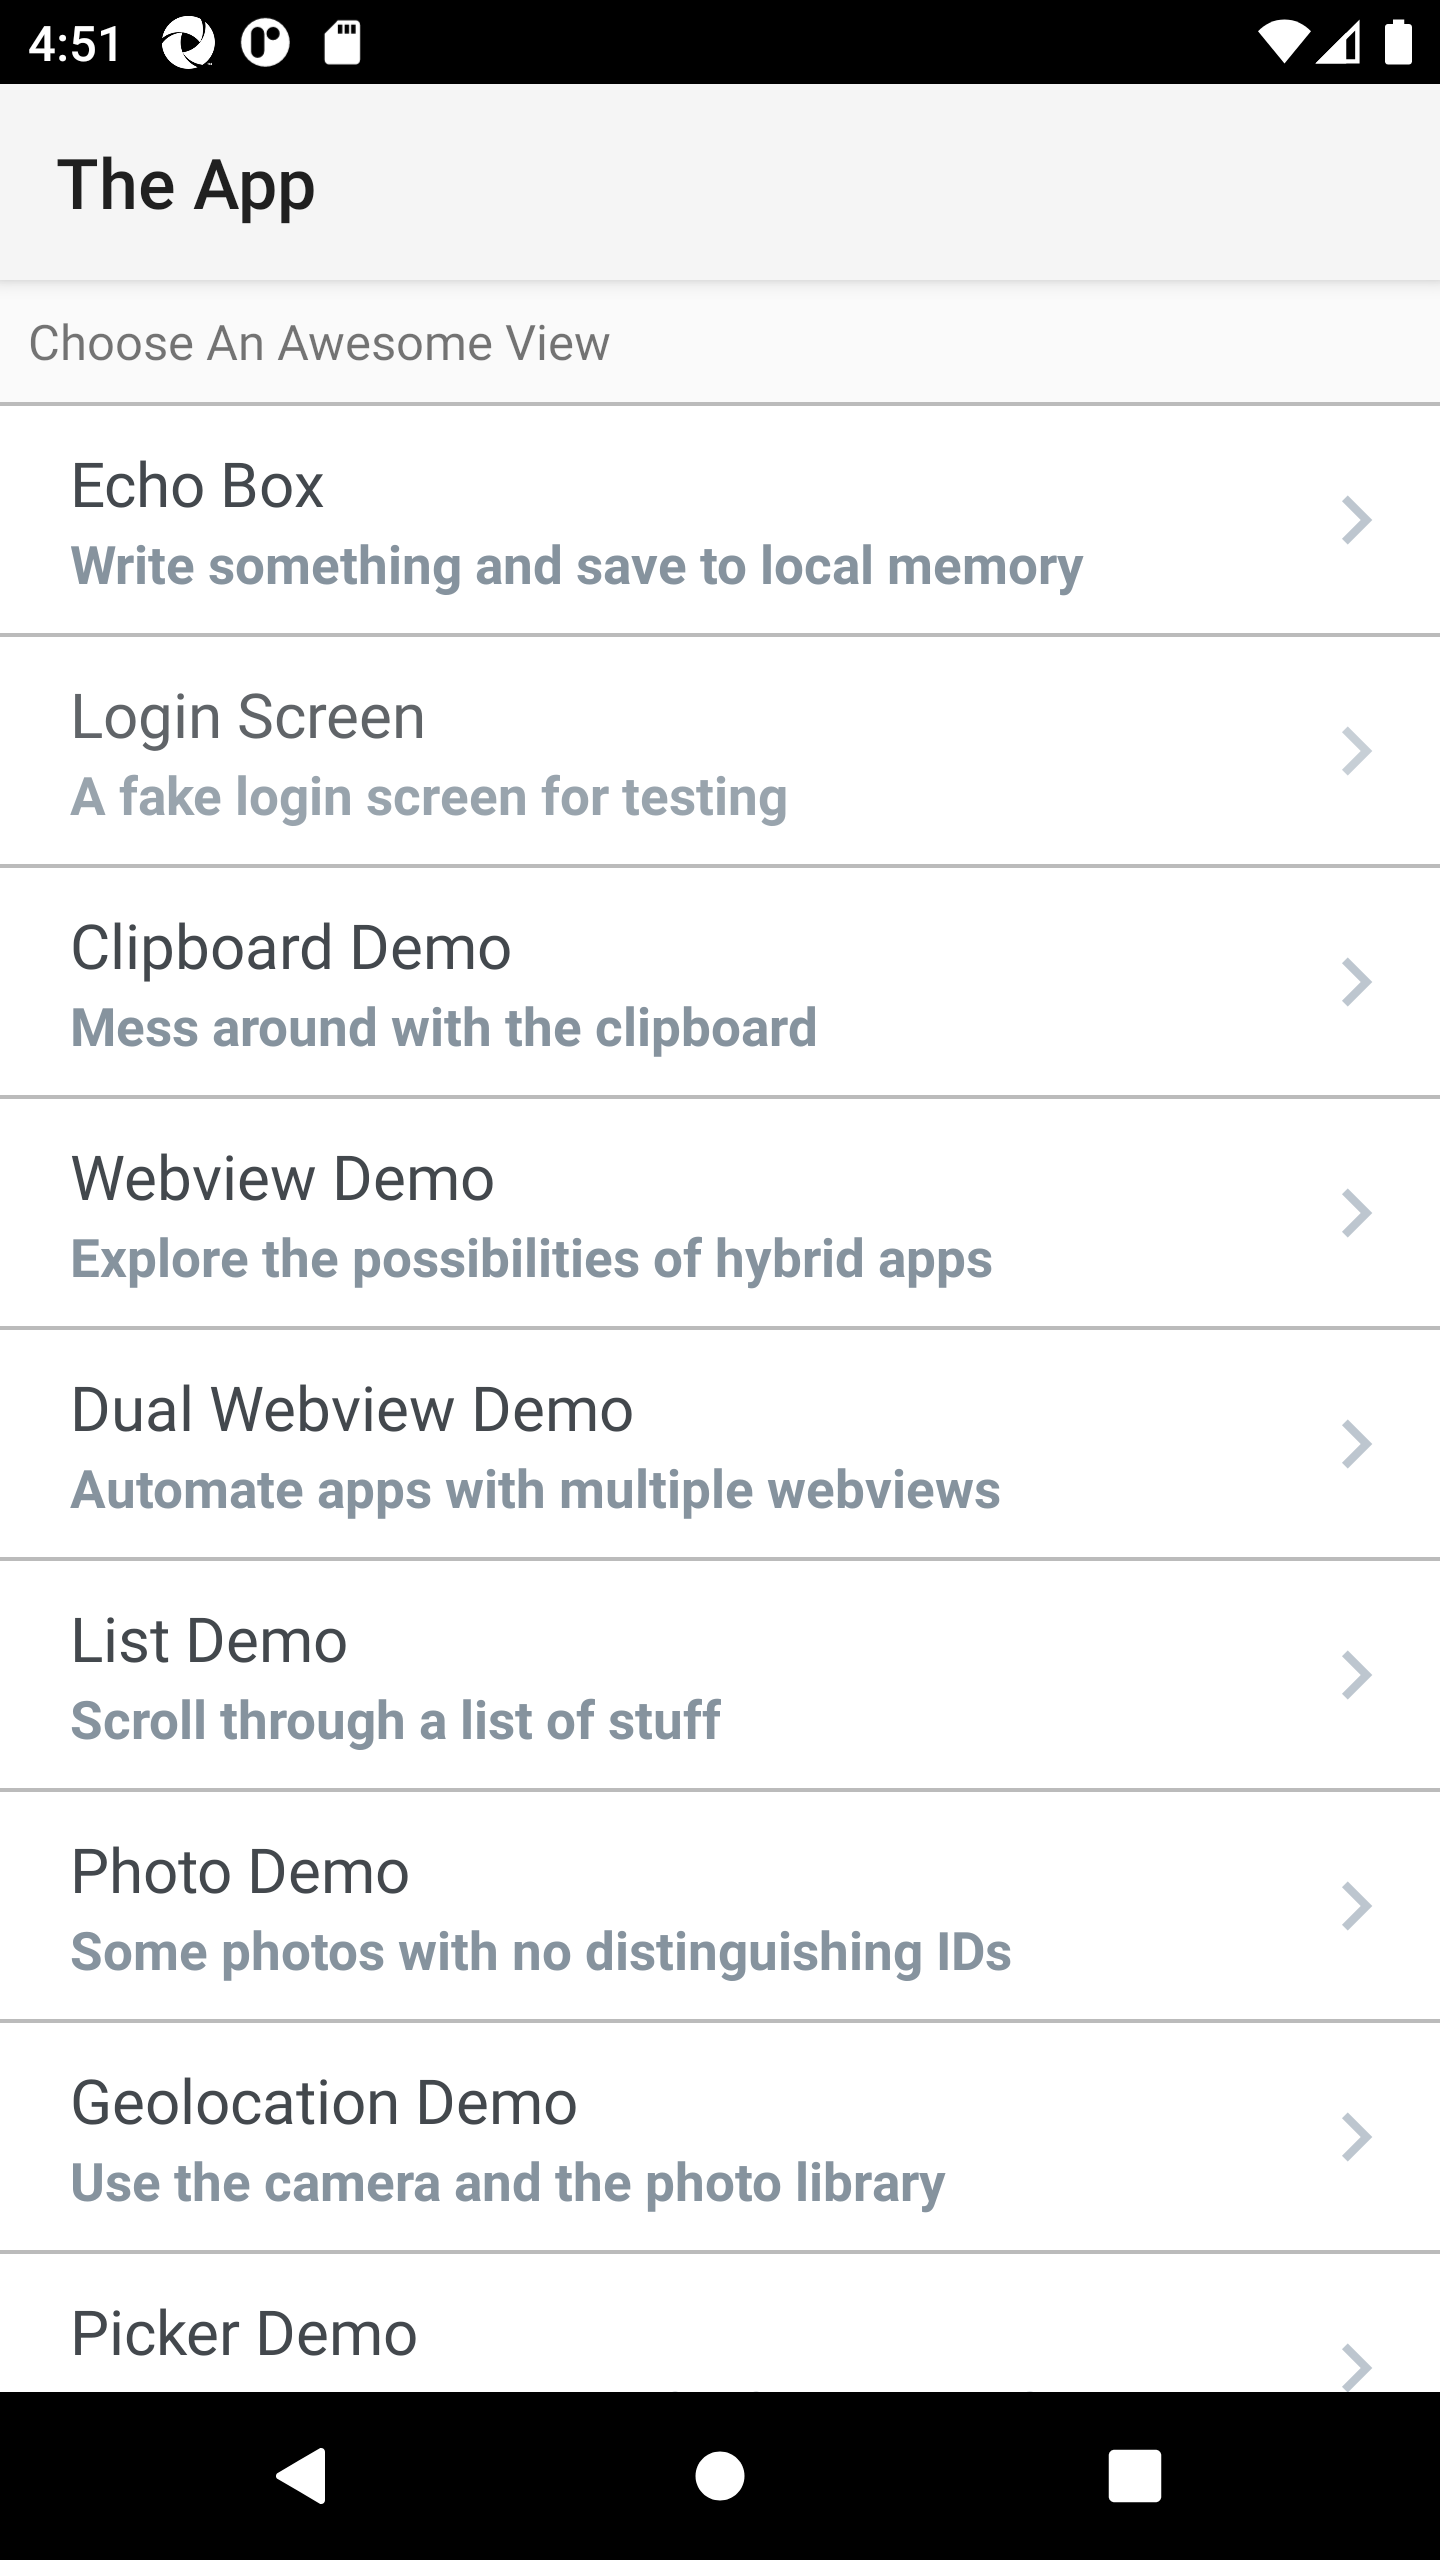 4:51
The App
Choose An Awesome View
Echo Box
Write something and save to local memory
Login Screen
A fake login screen for testing
Clipboard Demo
Mess around with the clipboard
Webview Demo
Explore the possibilities of hybrid apps
Dual Webview Demo
Automate apps with multiple webviews
List Demo
Scroll through a list of stuff
Photo Demo
Some photos with no distinguishing IDs
Geolocation Demo
Use the camera and the photo library
Picker Demo